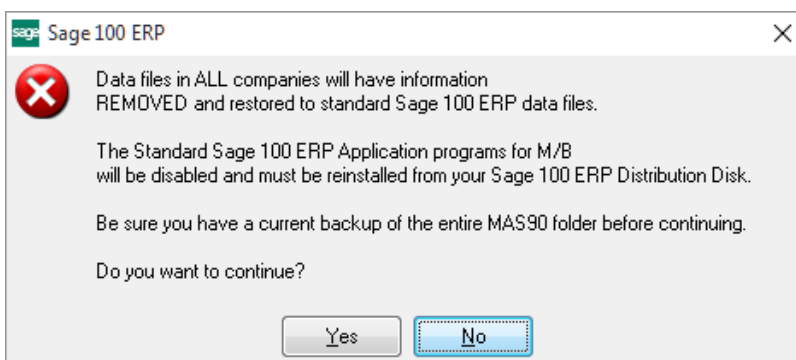 sage Sage 100 ERP
Data files in ALL companies will have information
REMOVED and restored to standard Sage 100 ERP data files.
The Standard Sage 100 ERP Application programs for M/B
will be disabled and must be reinstalled from your Sage 100 ERP Distribution Disk.
Be sure you have a current backup of the entire MAS90 folder before continuing.
Do you want to continue?
Yes No